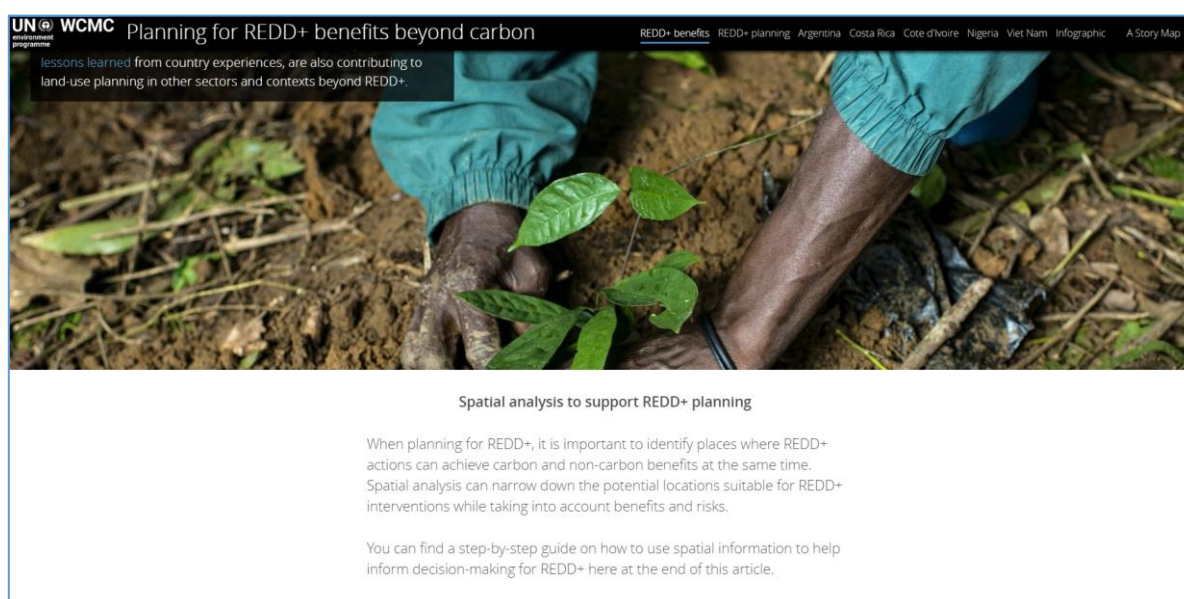 UN WCMC Planning for REDD+ benefits beyond carbon
environment
programme
REDD+ benefits REDD+ planning Argentina Costa Rica Cote d'Ivoire Nigeria Viet Nam Infographic A Story Map
lessons learned from country experiences, are also contributing to
land-use planning in other sectors and contexts beyond REDD+.
Spatial analysis to support REDD+ planning
When planning for REDD+, it is important to identify places where REDD+
actions can achieve carbon and non-carbon benefits at the same time.
Spatial analysis can narrow down the potential locations suitable for REDD+
interventions while taking into account benefits and risks.
You can find a step-by-step guide on how to use spatial information to help
inform decision-making for REDD+ here at the end of this article.